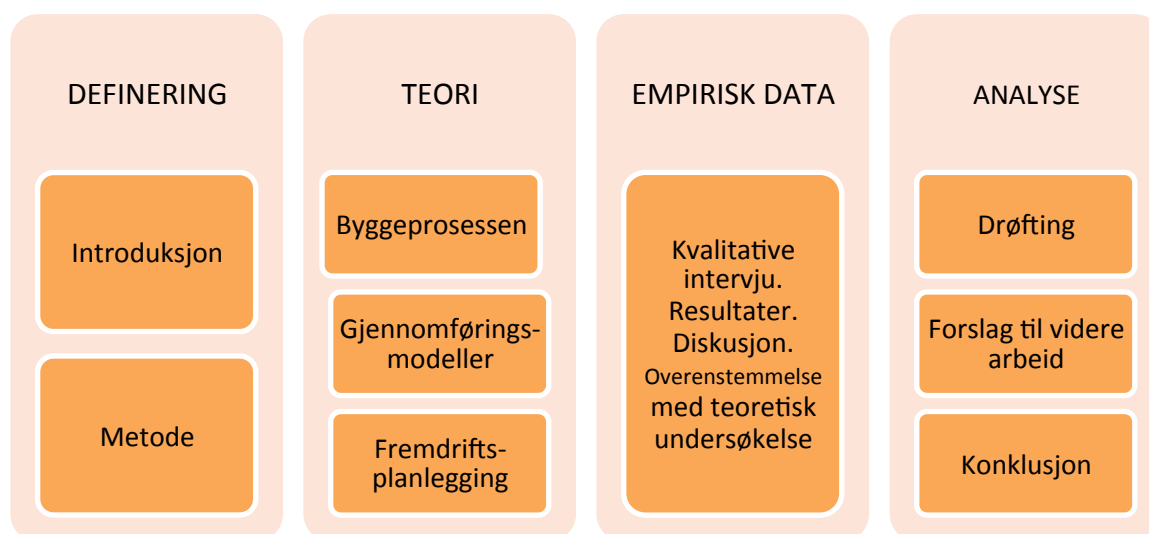 DEFINERING
Introduksjon
Metode
TEORI
Byggeprosessen
Gjennomførings-
modeller
Fremdrifts-
planlegging
EMPIRISK DATA
Kvalitative
intervju.
Resultater.
Diskusjon.
Overenstemmelse
med teoretisk
undersøkelse
ANALYSE
Drøfting
Forslag til videre
arbeid
Konklusjon